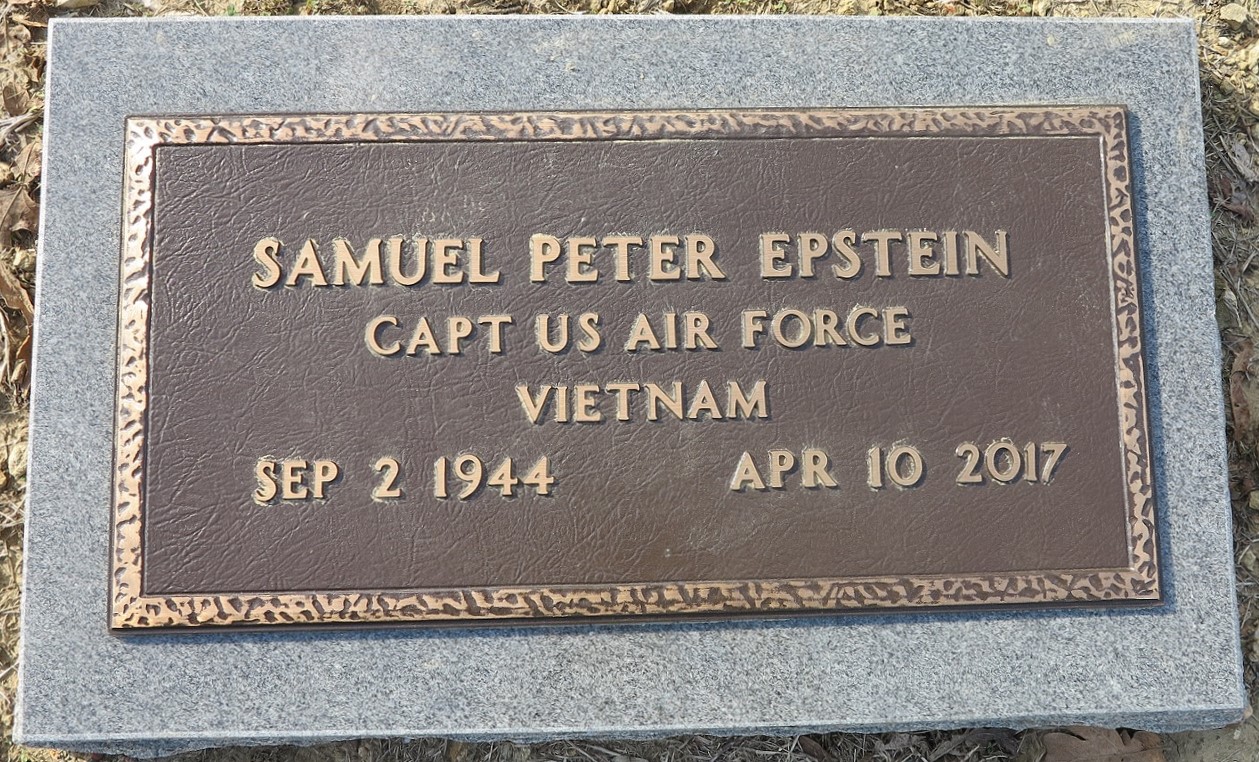 SAMUEL PETER EPSTEIN
CAPT US AIR FORCE
VIETNAM
SEP 2 1944 APR 10 2017